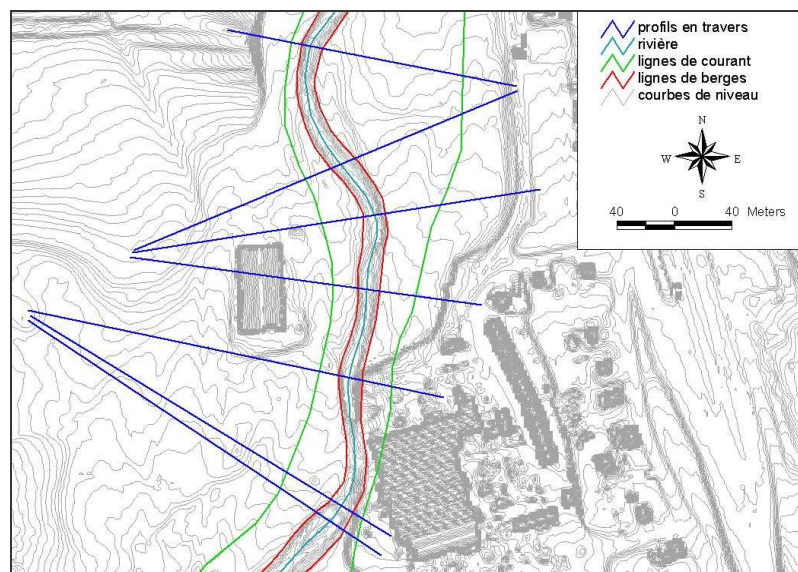 profils en travers
rivière
lignes de courant
lignes de berges
courbes de niveau
N
W E
S
40 0 40 Meters